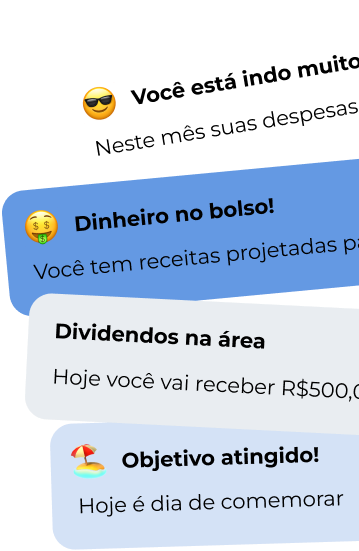 Você está indo muito
Neste mês suas despesas
Dinheiro no bolso!
Você tem receitas projetadas
Dividendos na área
Hoje você vai receber R$500,0
Objetivo atingido!
Hoje é dia de comemorar